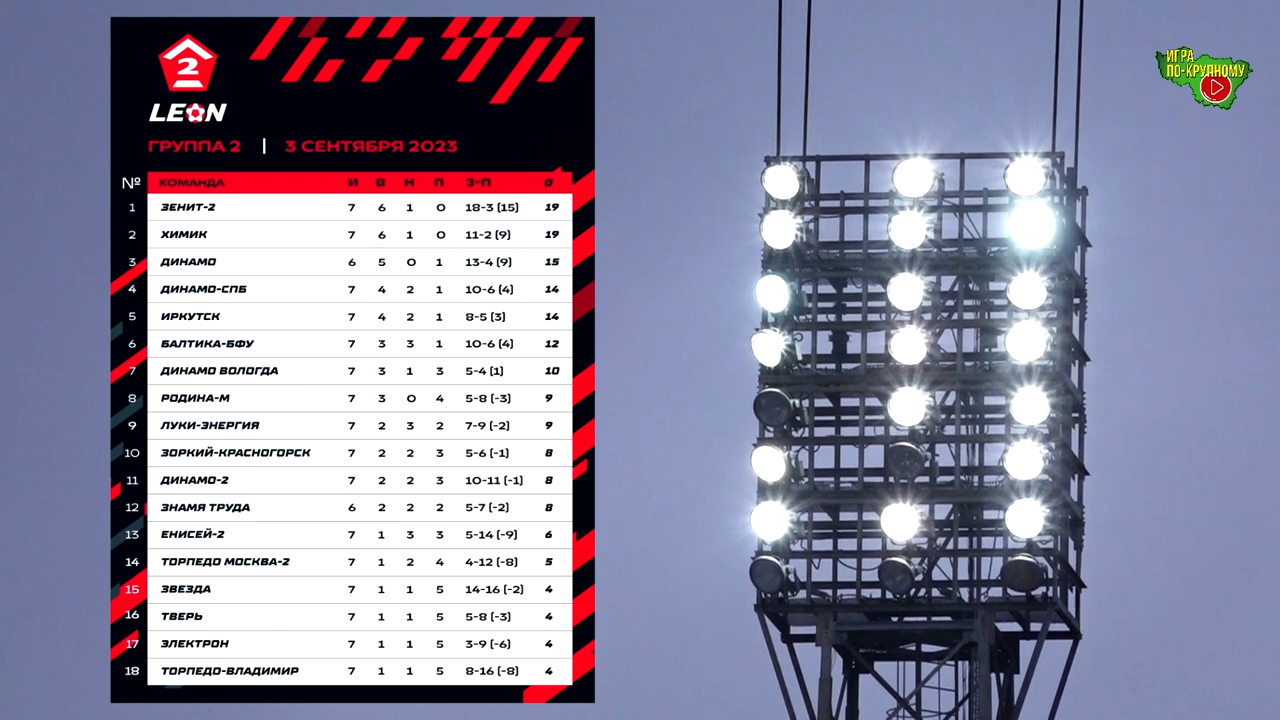 2
LEON
ГРУППА 2 | 3 СЕНТЯБРЯ 2023
ИГРА
ПО-КРУПНОМУ
№ КОМАНДА И В Н П З-П О
1 ЗЕНИТ-2 7 6 1 0 18-3 (15) 19
2 ХИМИК 7 6 1 0 11-2 (9) 19
3 ДИНАМО 6 5 0 1 13-4 (9) 15
4 ДИНАМО-СПБ 7 4 2 1 10-6 (4) 14
5 ИРКУТСК 7 4 2 1 8-5 (3) 14
6 БАЛТИКА-БФУ 7 3 3 1 10-6 (4) 12
7 ДИНАМО ВОЛОГДА 7 3 1 3 5-4 (1) 10
8 РОДИНА-М 7 3 0 4 5-8 (-3) 9
9 ЛУКИ-ЭНЕРГИЯ 7 2 3 2 7-9 (-2) 9
10 ЗОРКИЙ-КРАСНОГОРСК 7 2 2 3 5-6 (-1) 8
11 ДИНАМО-2 7 2 2 3 10-11 (-1) 8
12 ЗНАМЯ ТРУДА 6 2 2 2 5-7 (-2) 8
13 ЕНИСЕЙ-2 7 1 3 3 5-14 (-9) 6
14 ТОРПЕДО МОСКВА-2 7 1 2 4 4-12 (-8) 5
15 ЗВЕЗДА 7 1 1 5 14-16 (-2) 4
16 ТВЕРЬ 7 1 1 5 5-8 (-3) 4
17 ЭЛЕКТРОН 7 1 1 5 3-9 (-6) 4
18 ТОРПЕДО-ВЛАДИМИР 7 1 1 5 8-16 (-8) 4